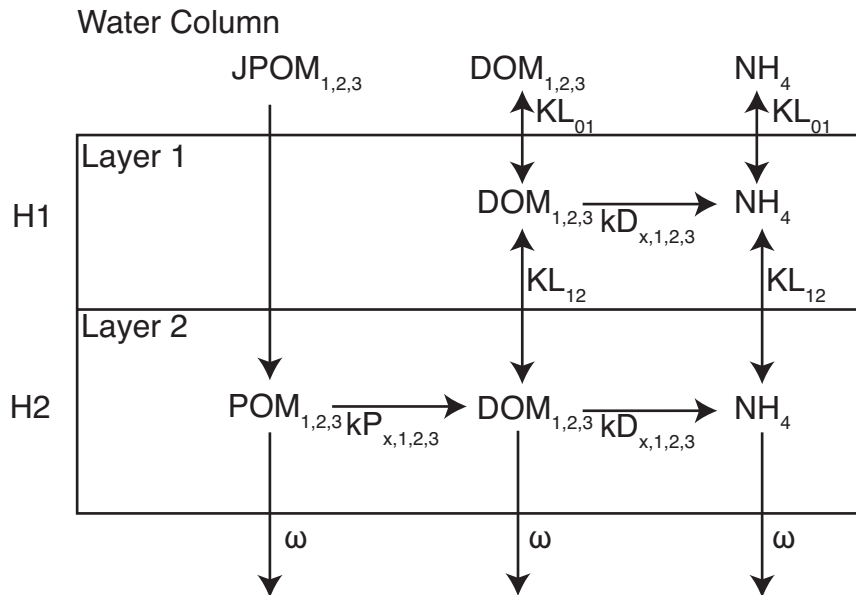 Water Column
JPOM1,2,3 DOM1,2,3 NH4
KL01 KL01
Layer 1
H1 DOM1,2,3 kDx,1,2,3 NH4
KL12 KL12
Layer 2
H2 POM1,2,3 kPx,1,2,3 DOM1,2,3 kDx,1,2,3 NH4
ω ω ω